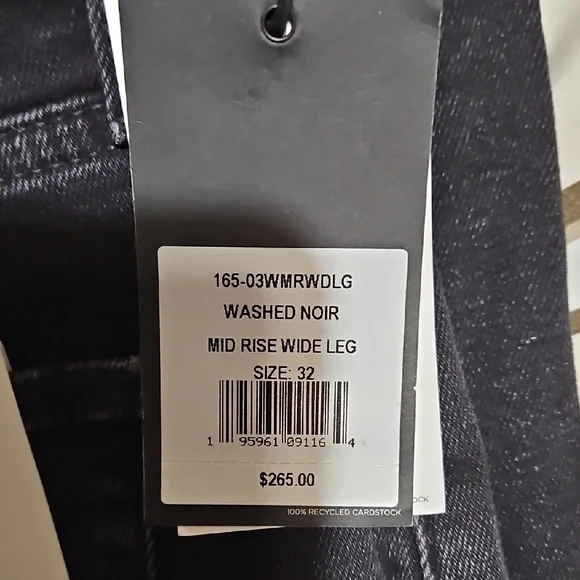 165-03WMRWDLG
WASHED NOIR
MID RISE WIDE LEG
SIZE: 32
1 95961 09116 4
$265.00
100% RECYCLED CARDSTOCK
OCK